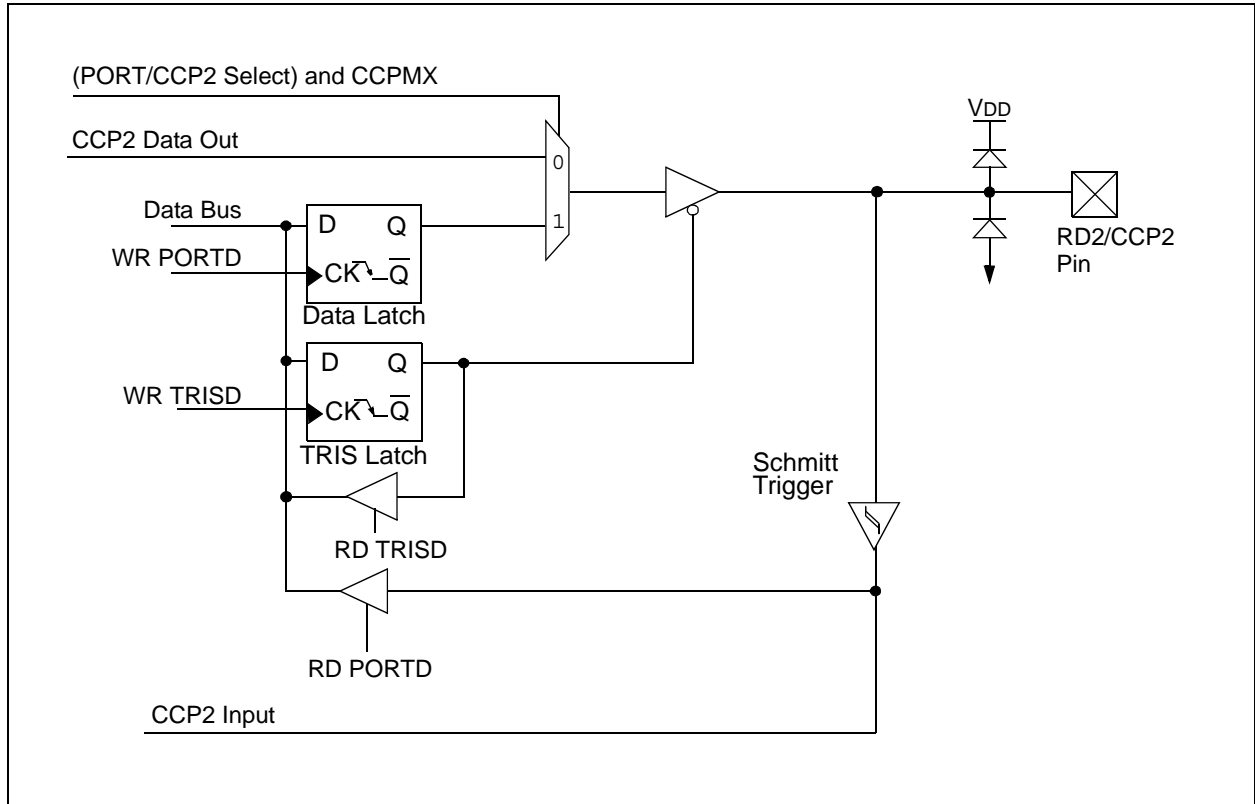 (PORT/CCP2 Select) and CCPMX
VDD
CCP2 Data Out
0
Data Bus
D Q
1
RD2/CCP2
Pin
WR PORTD
CK Q̅
Data Latch
D Q
WR TRISD
CK Q̅
TRIS Latch
Schmitt
Trigger
RD TRISD
RD PORTD
CCP2 Input